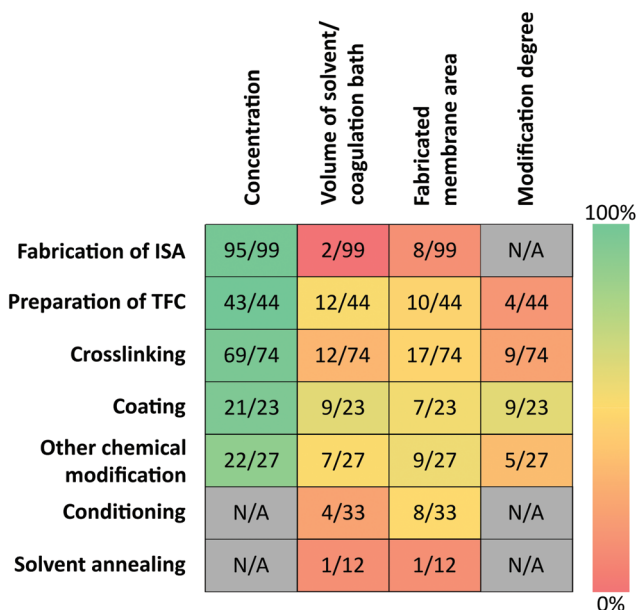 Concentration
Volume of solvent/
coagulation bath
Fabricated
membrane area
Modification degree
100%
Fabrication of ISA 95/99 2/99 8/99 N/A
Preparation of TFC 43/44 12/44 10/44 4/44
Crosslinking 69/74 12/74 17/74 9/74
Coating 21/23 9/23 7/23 9/23
Other chemical
modification 22/27 7/27 9/27 5/27
Conditioning N/A 4/33 8/33 N/A
Solvent annealing N/A 1/12 1/12 N/A
0%